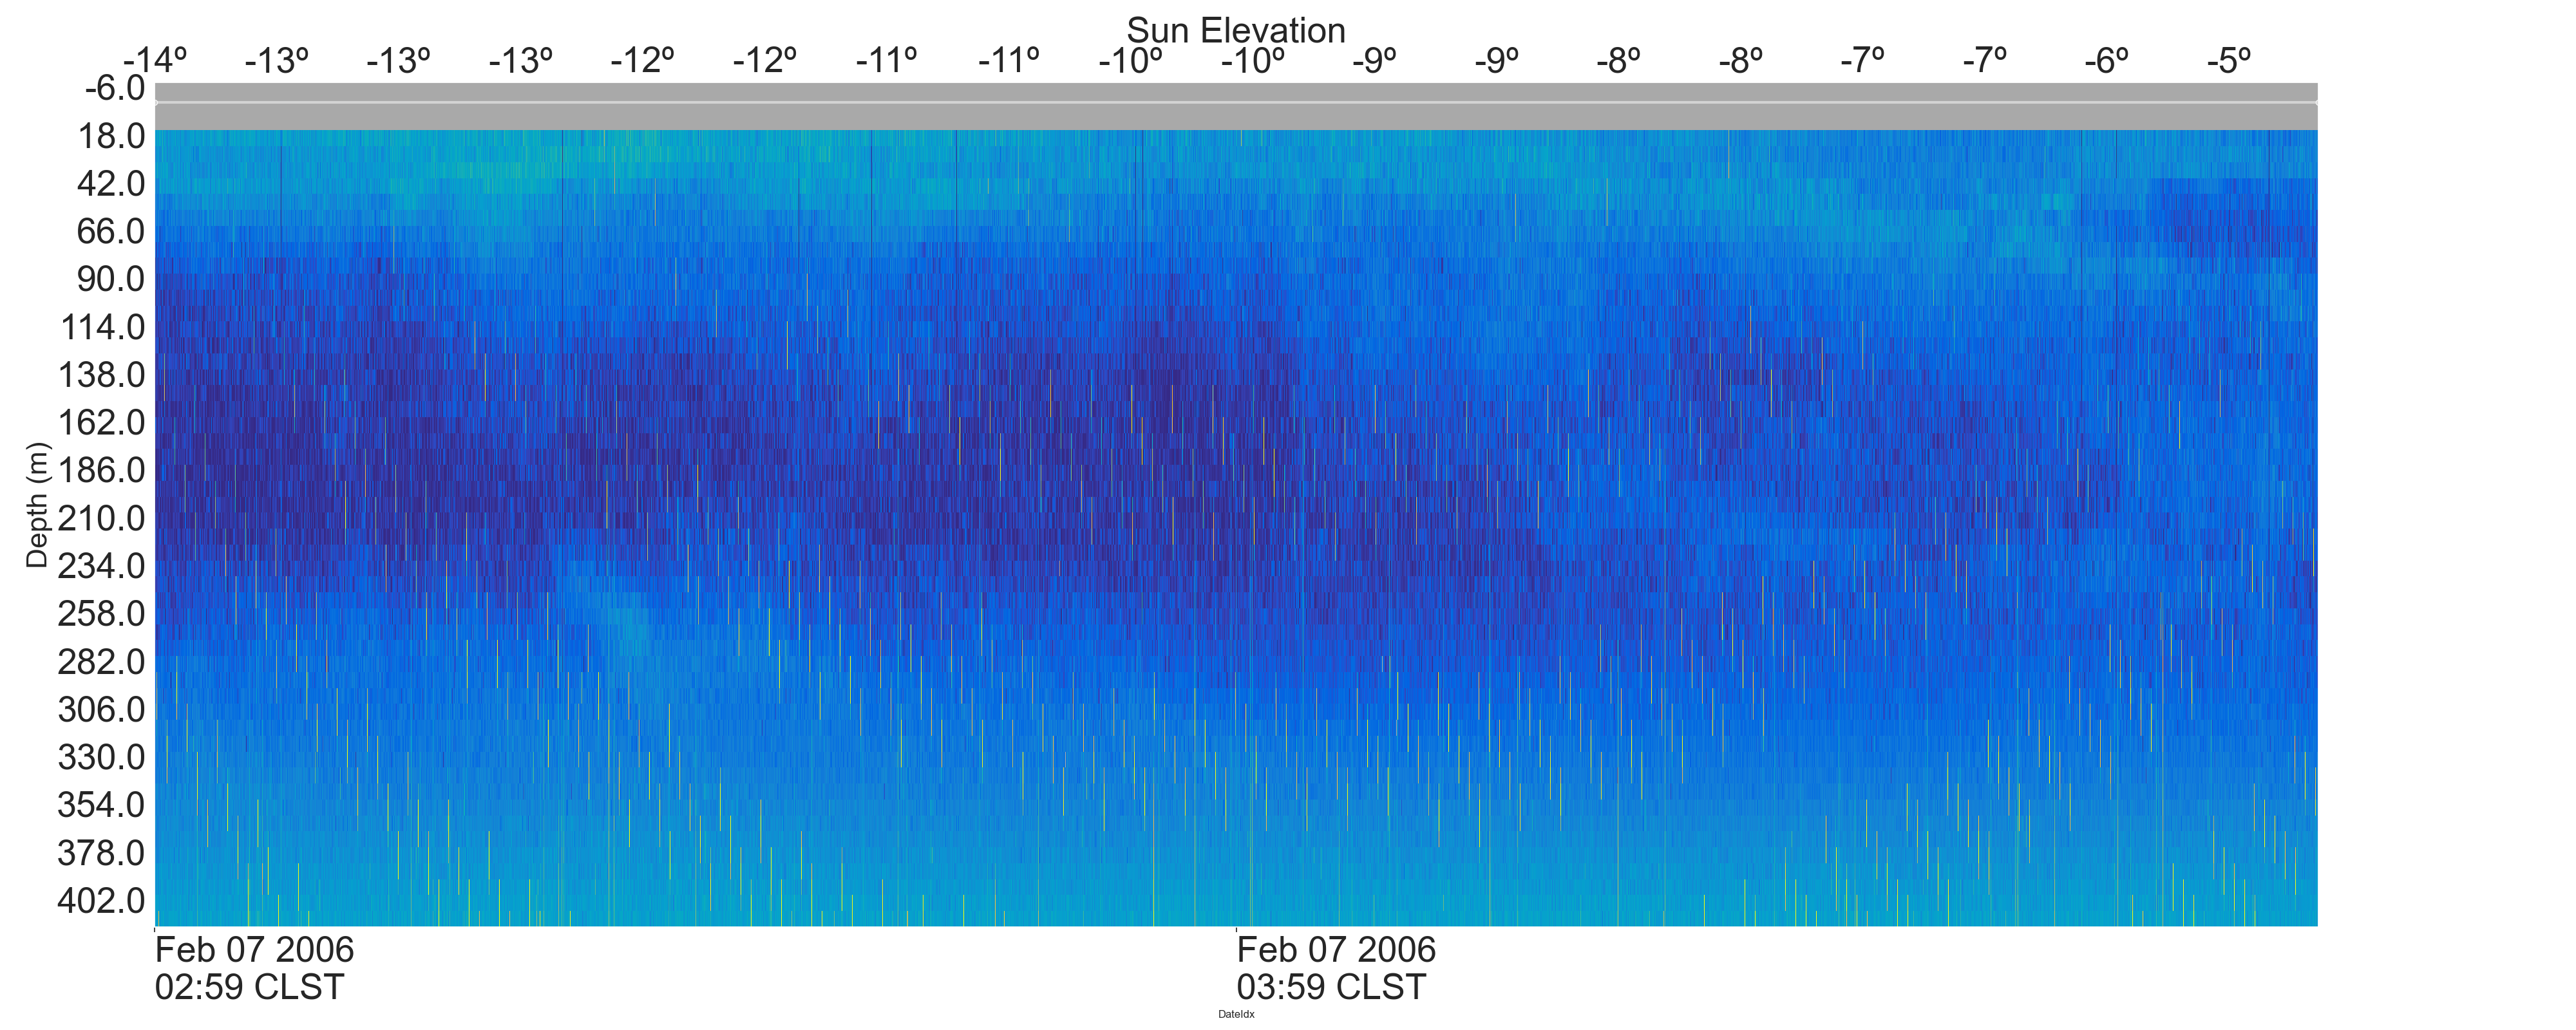 Sun Elevation
-14º -13º -13º -13º -12º -12º -11º -11º -10º -10º -9º -9º -8º -8º -7º -7º -6º -5º
-6.0
18.0
42.0
66.0
90.0
114.0
138.0
162.0
186.0
210.0
234.0
258.0
282.0
306.0
330.0
354.0
378.0
402.0
Depth (m)
Feb 07 2006
02:59 CLST
Feb 07 2006
03:59 CLST
DateIdx